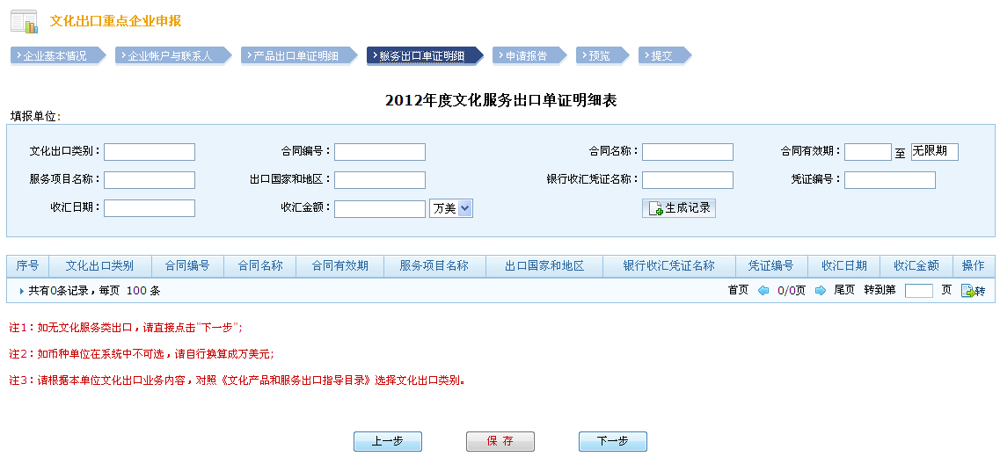 文化出口重点企业申报
企业基本情况 企业帐户与联系人 产品出口单证明细 服务出口单证明细 申请报告 预览 提交
2012年度文化服务出口单证明细表
填报单位:
文化出口类别： 合同编号： 合同名称： 合同有效期： 至 无限期
服务项目名称： 出口国家和地区： 银行收汇凭证名称： 凭证编号：
收汇日期： 收汇金额： 万美 生成记录
序号 文化出口类别 合同编号 合同名称 合同有效期 服务项目名称 出口国家和地区 银行收汇凭证名称 凭证编号 收汇日期 收汇金额 操作
共有0条记录，每页 100 条 首页 0/0页 尾页 转到第 页 转
注1：如无文化服务类出口，请直接点击"下一步";
注2：如币种单位在系统中不可选，请自行换算成万美元;
注3：请根据本单位文化出口业务内容，对照《文化产品和服务出口指导目录》选择文化出口类别。
上一步 保 存 下一步